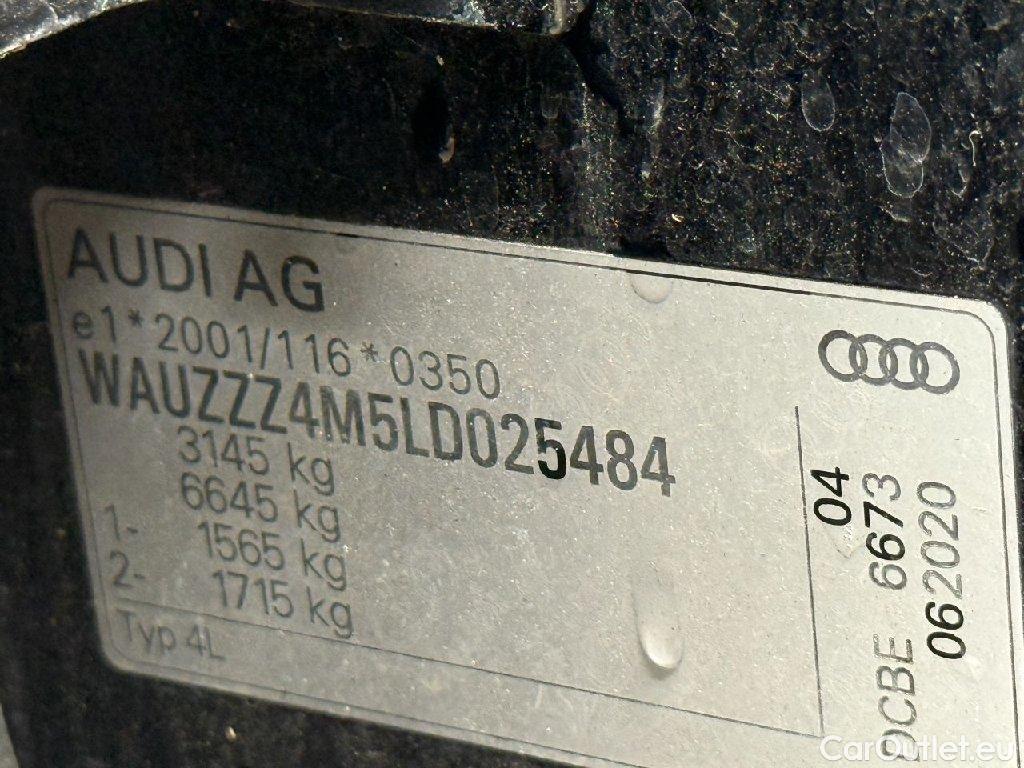 AUDI AG
e1*2001/116*0350
WAUZZZ4M5LD025484
3145 kg
6645 kg
1- 1565 kg
2- 1715 kg
Typ 4L
04
DCBE 6673
062020
CarOutlet.eu